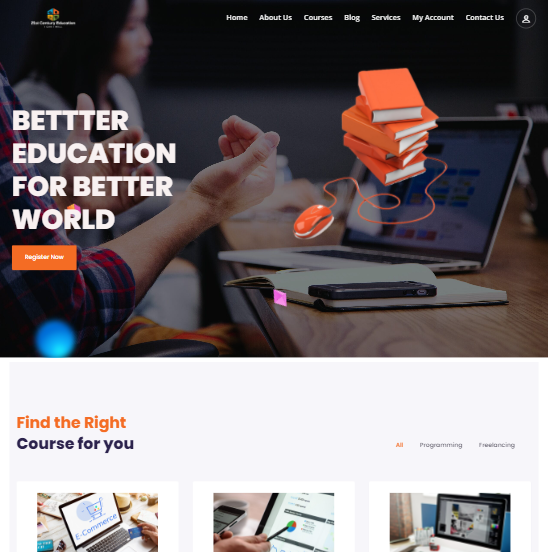 21st Century Education
Home About Us Courses Blog Services My Account Contact Us
BETTTER
EDUCATION
FOR BETTER
WORLD
Register Now
Find the Right
Course for you
All Programming Freelancing
E-Commerce